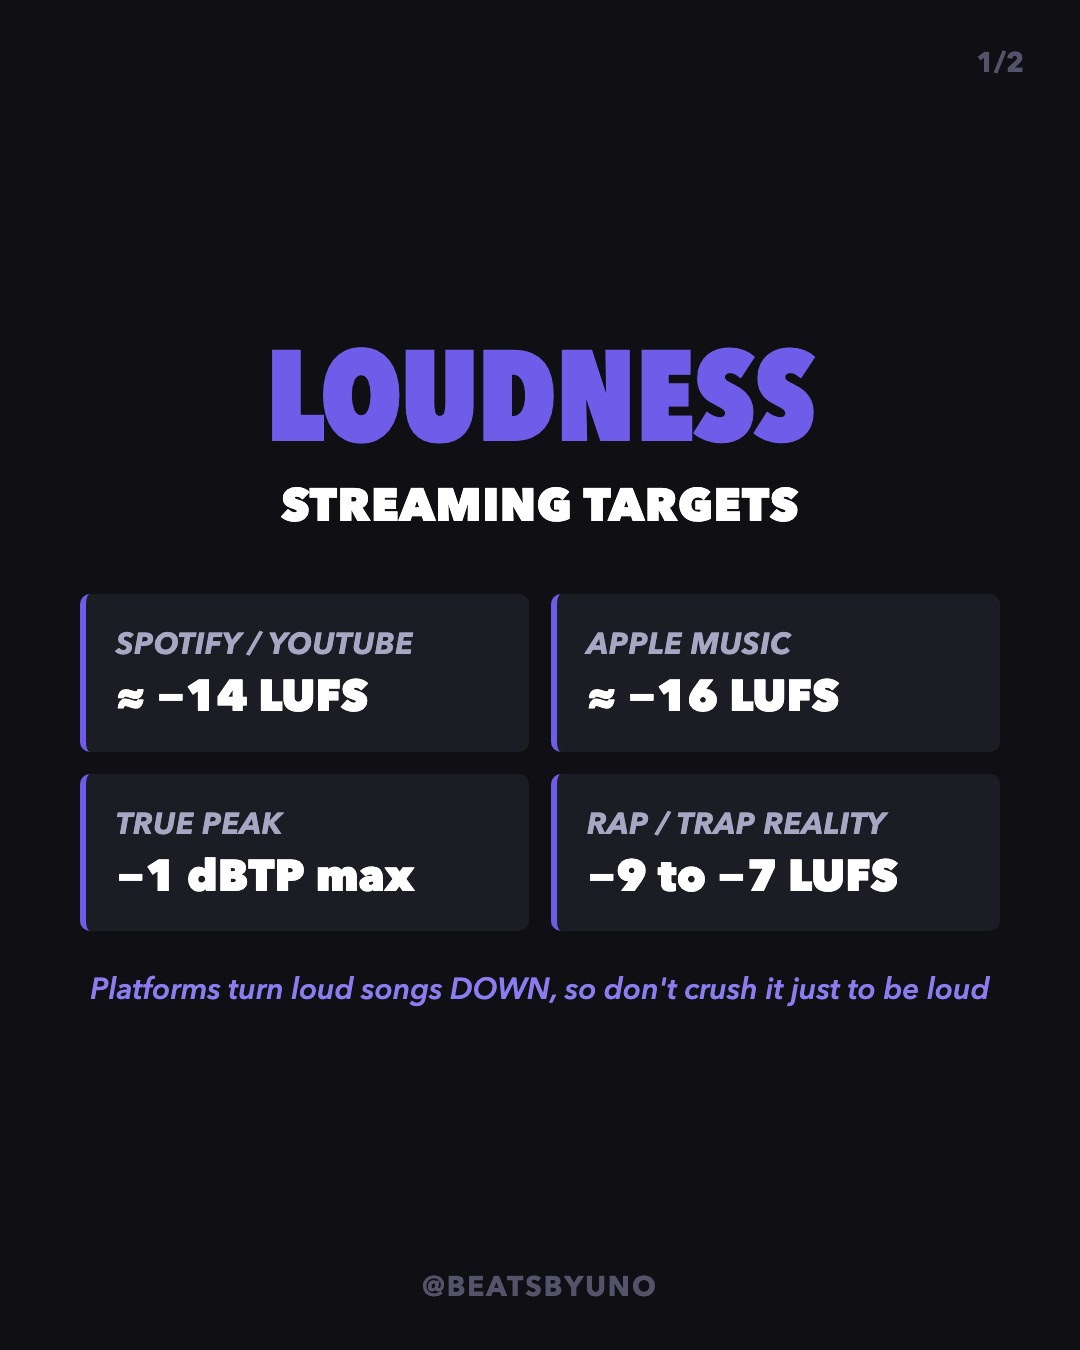 1/2
LOUDNESS
STREAMING TARGETS
SPOTIFY / YOUTUBE
≈ −14 LUFS
APPLE MUSIC
≈ −16 LUFS
TRUE PEAK
−1 dBTP max
RAP / TRAP REALITY
−9 to −7 LUFS
Platforms turn loud songs DOWN, so don't crush it just to be loud
@BEATSBYUNO